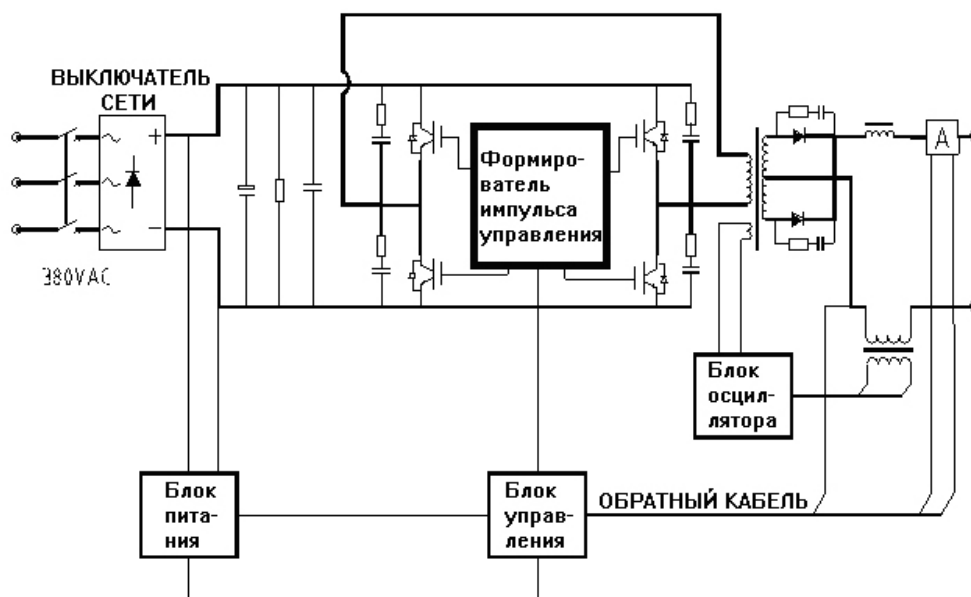 ВЫКЛЮЧАТЕЛЬ
СЕТИ
+
−
380VAC
Формиро-
ватель
импульса
управления
A
Блок
осцил-
лятора
Блок
пита-
ния
Блок
управ-
ления
ОБРАТНЫЙ КАБЕЛЬ